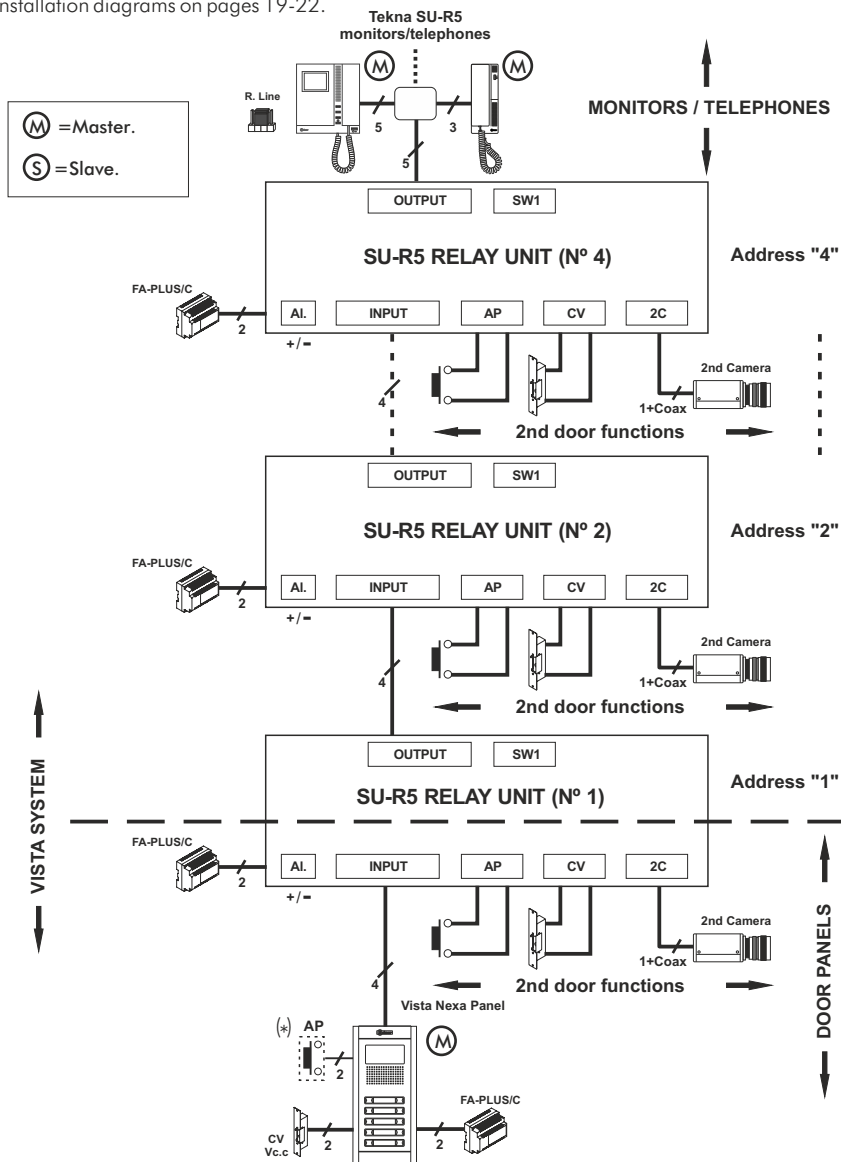 nstallation diagrams on pages 19-22.
Tekna SU-R5
monitors/telephones
M
M
R. Line
MONITORS / TELEPHONES
M =Master.
S =Slave.
5
3
5
OUTPUT
SW1
SU-R5 RELAY UNIT (Nº 4)
Address "4"
FA-PLUS/C
2
AI.
INPUT
AP
CV
2C
+/-
2nd Camera
4
1+Coax
2nd door functions
OUTPUT
SW1
SU-R5 RELAY UNIT (Nº 2)
Address "2"
FA-PLUS/C
2
AI.
INPUT
AP
CV
2C
+/-
2nd Camera
4
1+Coax
2nd door functions
OUTPUT
SW1
SU-R5 RELAY UNIT (Nº 1)
Address "1"
VISTA SYSTEM
FA-PLUS/C
2
AI.
INPUT
AP
CV
2C
+/-
2nd Camera
4
1+Coax
2nd door functions
DOOR PANELS
Vista Nexa Panel
(*) AP
M
2
FA-PLUS/C
CV
Vc.c
2
2